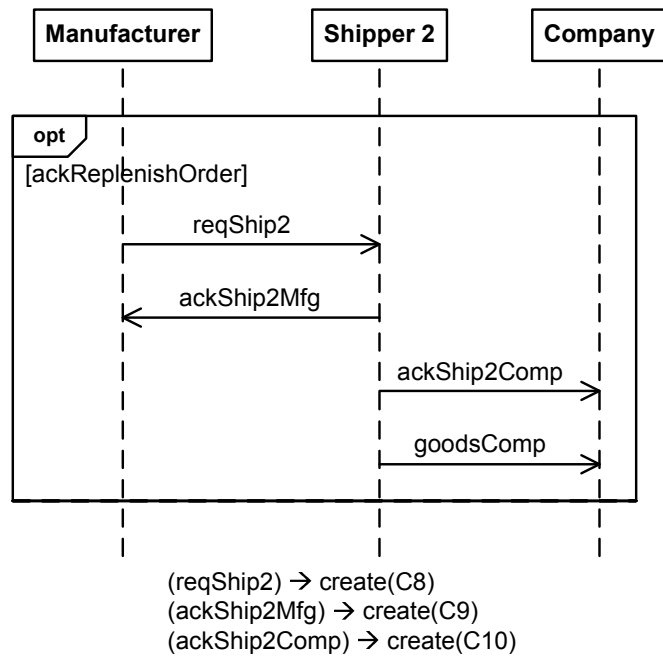 Manufacturer Shipper 2 Company
opt
[ackReplenishOrder]
reqShip2
ackShip2Mfg
ackShip2Comp
goodsComp
(reqShip2) → create(C8)
(ackShip2Mfg) → create(C9)
(ackShip2Comp) → create(C10)